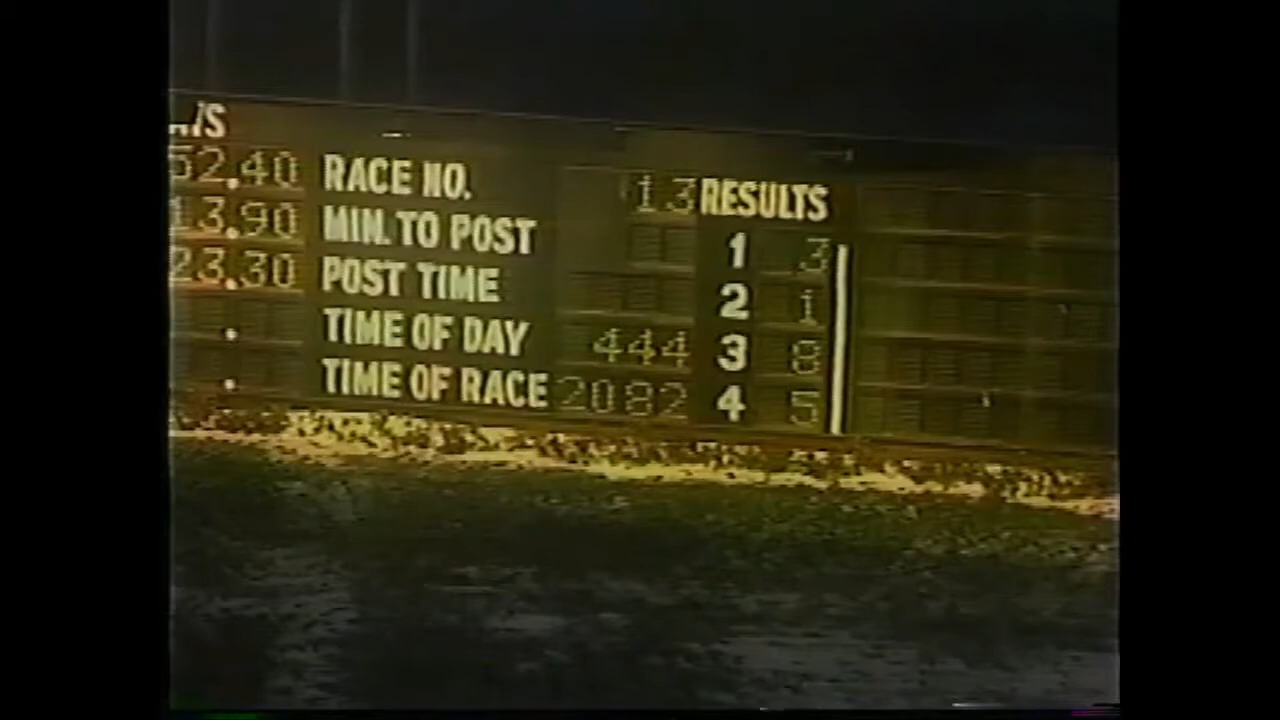 52.40 RACE NO. 13 RESULTS
13.90 MIN. TO POST 1 3
23.30 POST TIME 2 1
. TIME OF DAY 444 3 8
. TIME OF RACE 2082 4 5